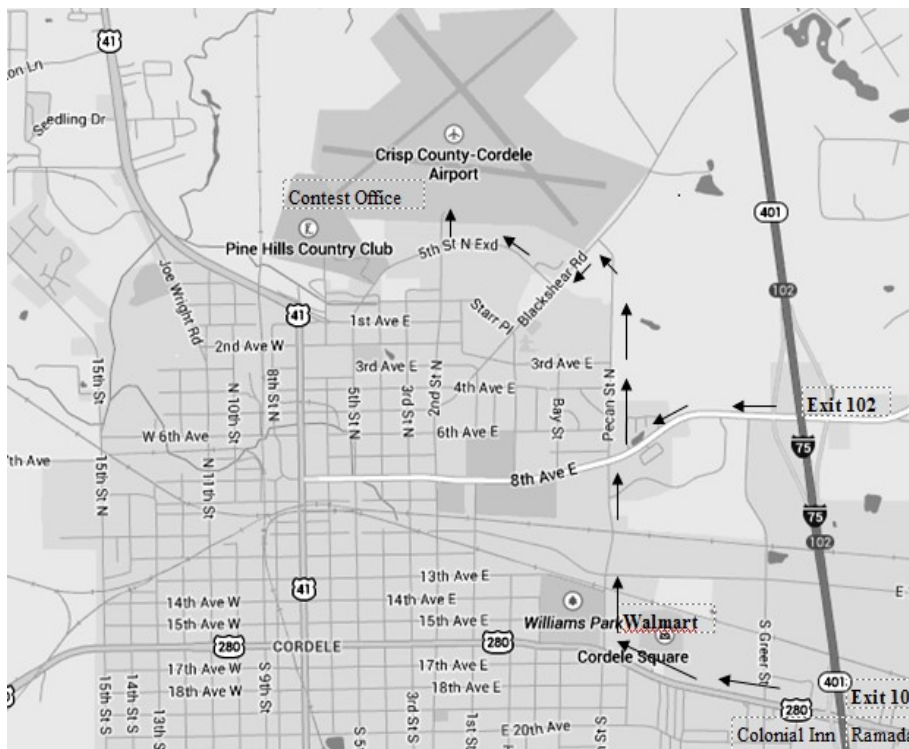 41
on Ln
Seedling Dr
Crisp County-Cordele
Airport
Contest Office
401
Pine Hills Country Club
5th St N Exd
Blackshear Rd
Joe Wright Rd
102
41
1st Ave E
Starr Pl
2nd Ave W
3rd Ave E
3rd Ave E
15th St
N 10th St
8th St N
5th St N
3rd St N
2nd St N
4th Ave E
Bay St
Pecan St N
Exit 102
W 6th Ave
6th Ave E
7th Ave
75
15th St N
N 11th St
8th Ave E
75
102
13th Ave E
E
41
14th Ave W
14th Ave E
15th Ave W
15th Ave E
Williams Park
Walmart
S Greer St
280
CORDELE
280
Cordele Square
17th Ave W
17th Ave E
18th Ave W
18th Ave E
401
Exit 10
280
15th St S
14th St S
13th St
S 9th St
S 5
3rd St S
1st St
E 20th Ave
S 1st St
Colonial Inn
Ramada